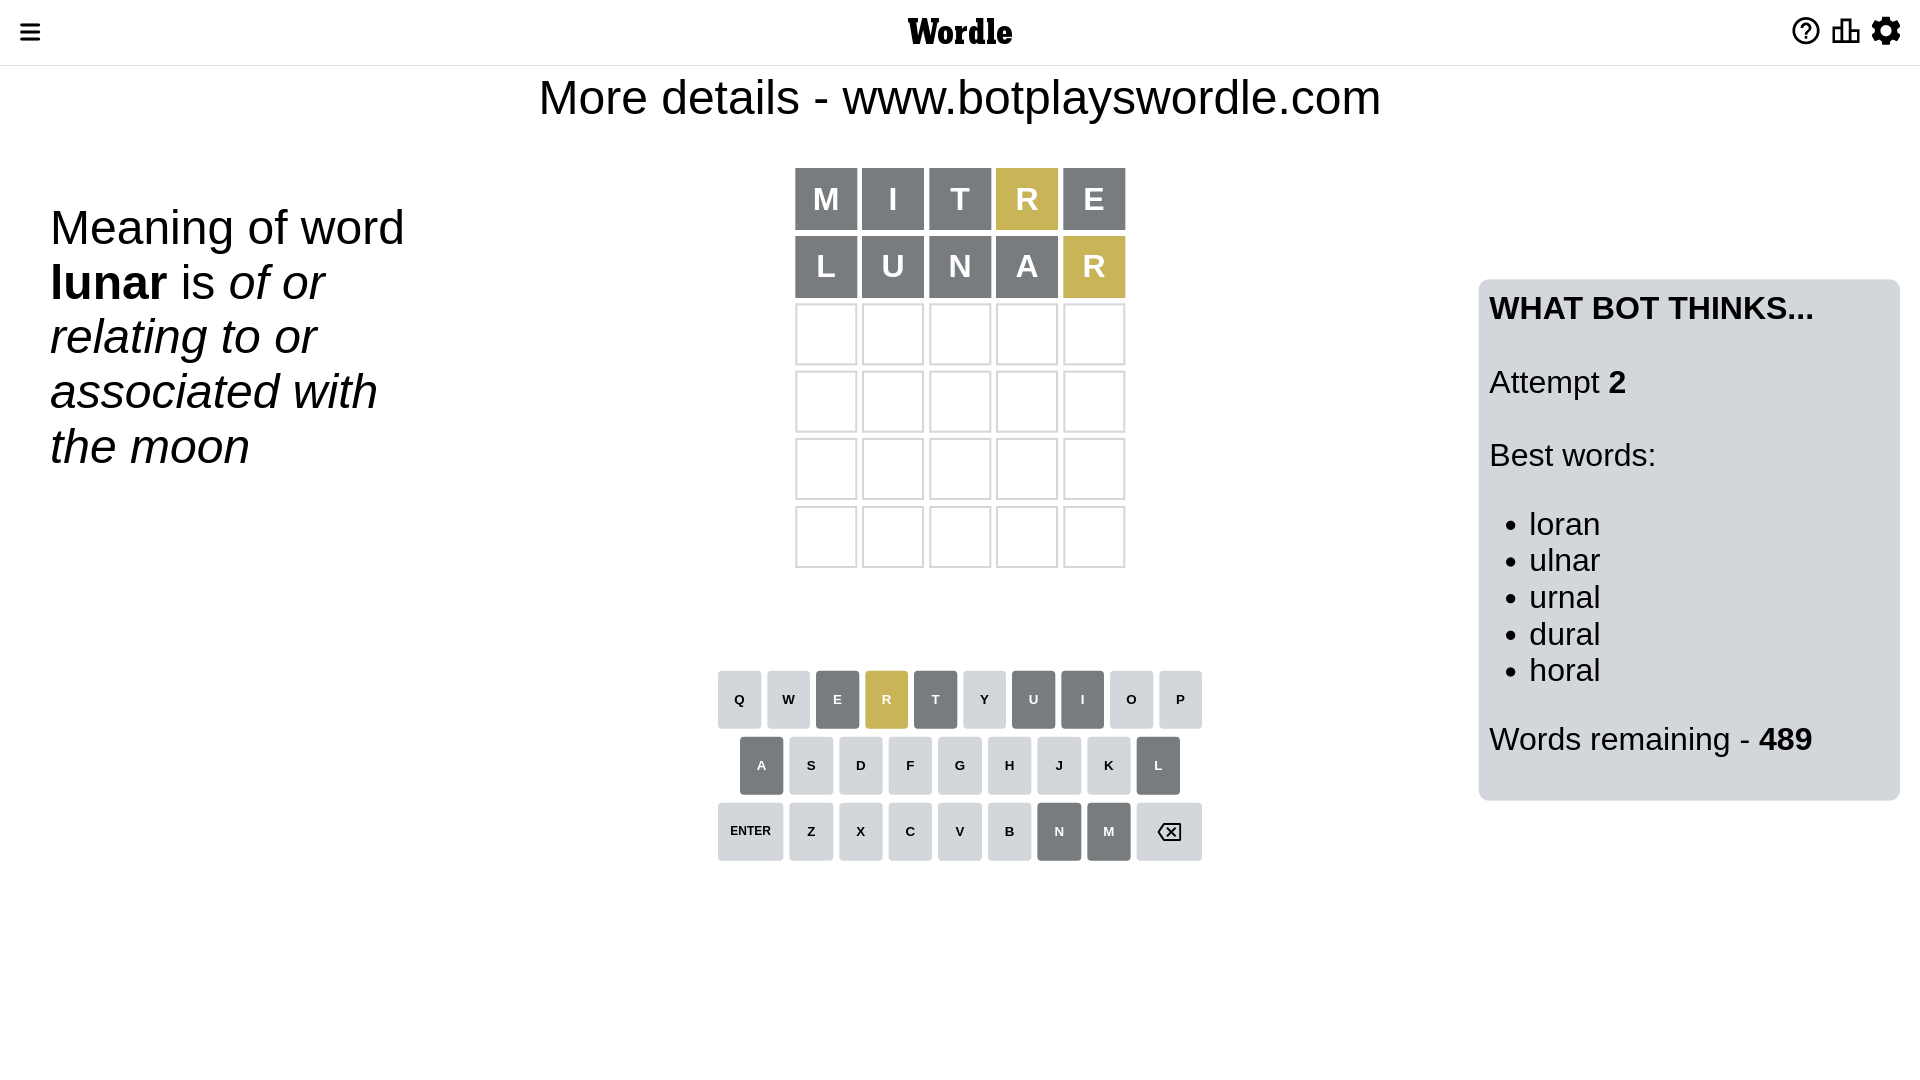 Wordle
More details - www.botplayswordle.com
Meaning of word
lunar is of or
relating to or
associated with
the moon
M I T R E
L U N A R
WHAT BOT THINKS...
Attempt 2
Best words:
• loran
• ulnar
• urnal
• dural
• horal
Words remaining - 489
Q W E R T Y U I O P
A S D F G H J K L
ENTER Z X C V B N M